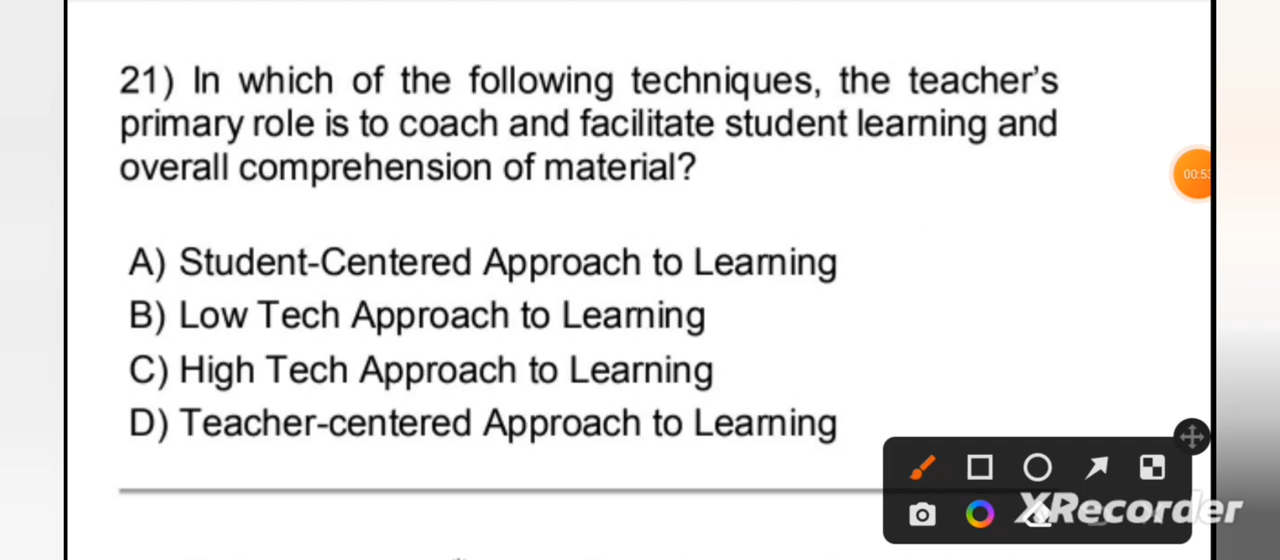 21) In which of the following techniques, the teacher’s
primary role is to coach and facilitate student learning and
overall comprehension of material?
00:53
A) Student-Centered Approach to Learning
B) Low Tech Approach to Learning
C) High Tech Approach to Learning
D) Teacher-centered Approach to Learning
XRecorder